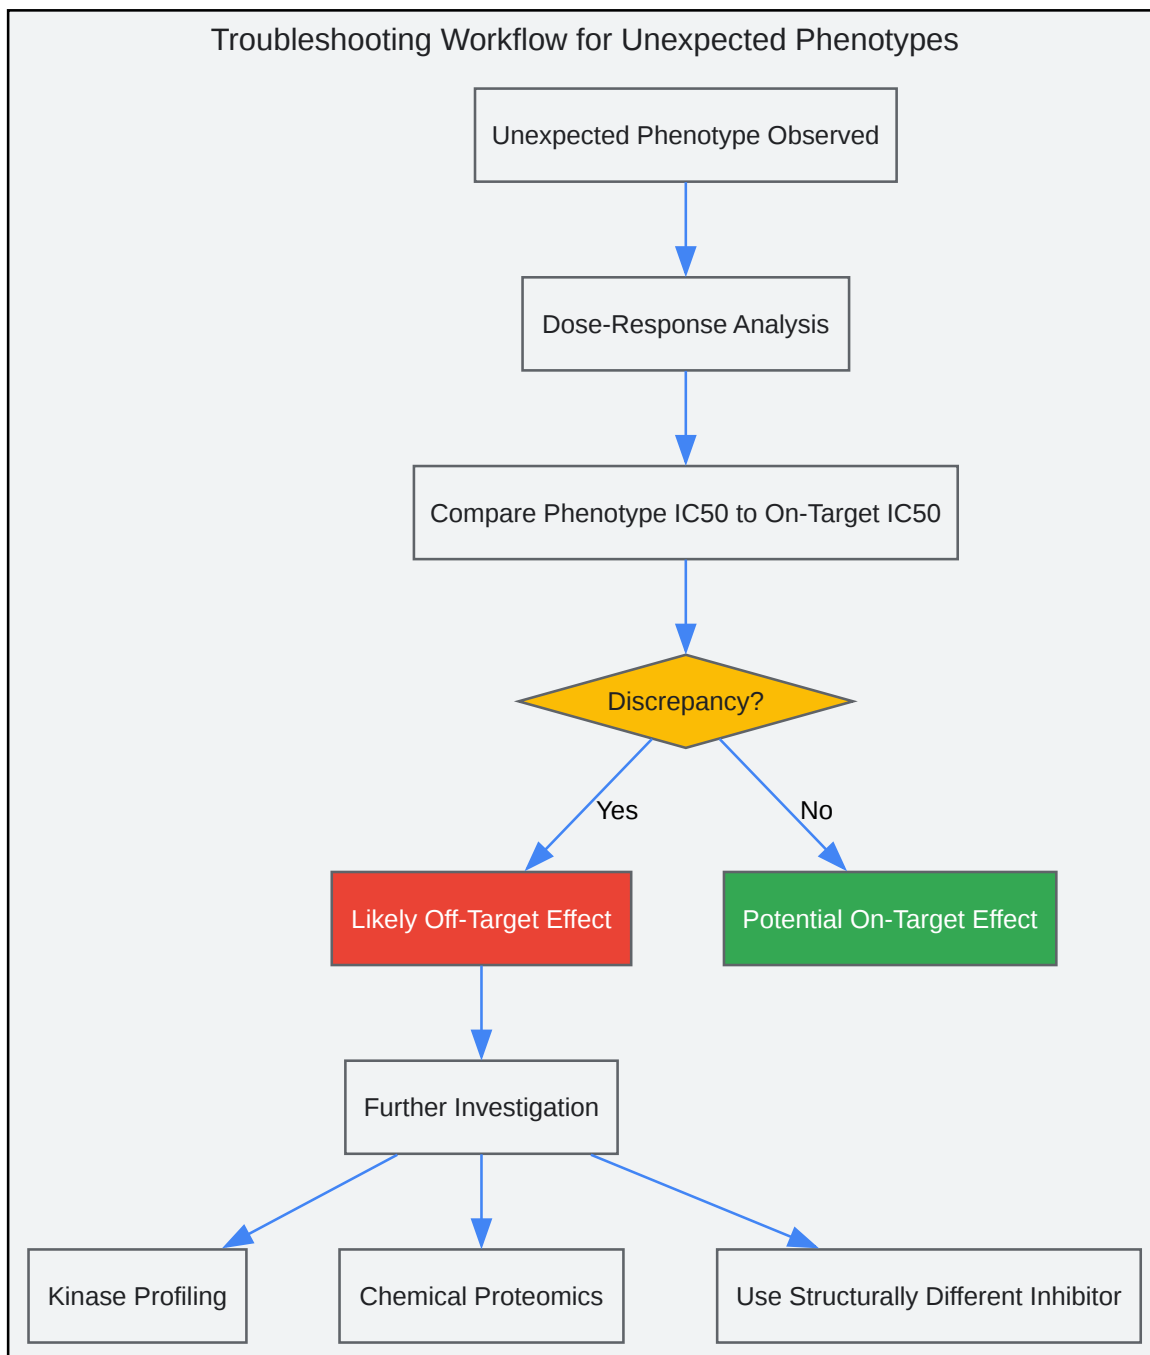 Troubleshooting Workflow for Unexpected Phenotypes
Unexpected Phenotype Observed
Dose-Response Analysis
Compare Phenotype IC50 to On-Target IC50
Discrepancy?
Yes
No
Likely Off-Target Effect
Potential On-Target Effect
Further Investigation
Kinase Profiling
Chemical Proteomics
Use Structurally Different Inhibitor